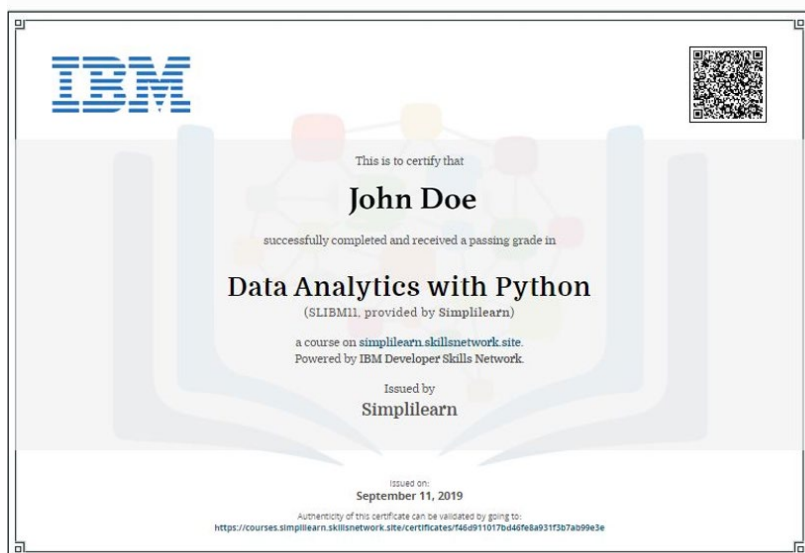 IBM
This is to certify that
John Doe
successfully completed and received a passing grade in
Data Analytics with Python
(SLIBM11, provided by Simplilearn)
a course on simplilearn.skillsnetwork.site.
Powered by IBM Developer Skills Network.
Issued by
Simplilearn
Issued on:
September 11, 2019
Authenticity of this certificate can be validated by going to:
https://courses.simplilearn.skillsnetwork.site/certificates/f46d911017bd46fe8a931f3b7ab99e3e